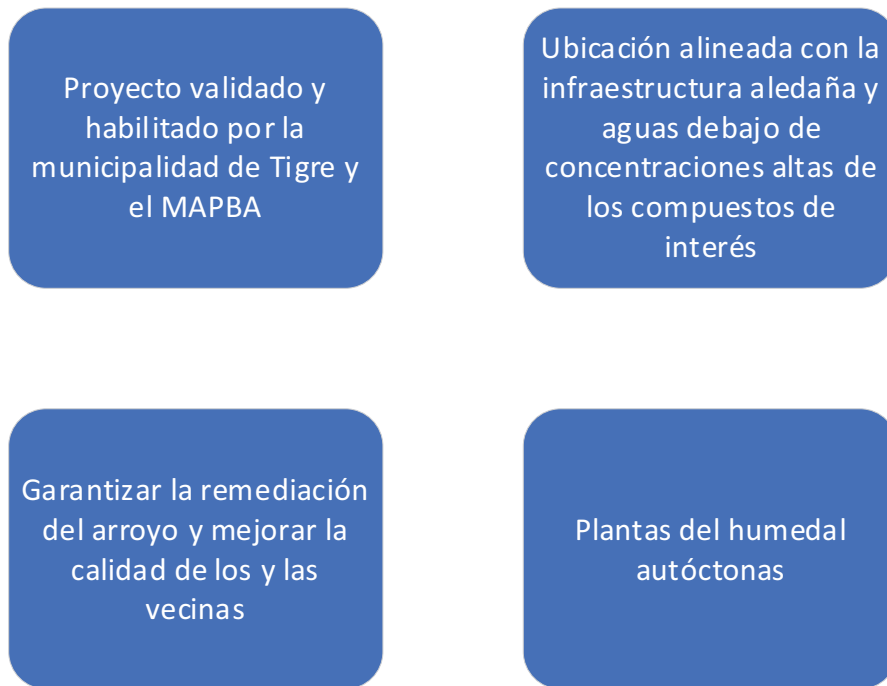 Proyecto validado y
habilitado por la
municipalidad de Tigre y
el MAPBA
Ubicación alineada con la
infraestructura aledaña y
aguas debajo de
concentraciones altas de
los compuestos de
interés
Garantizar la remediación
del arroyo y mejorar la
calidad de los y las
vecinas
Plantas del humedal
autóctonas